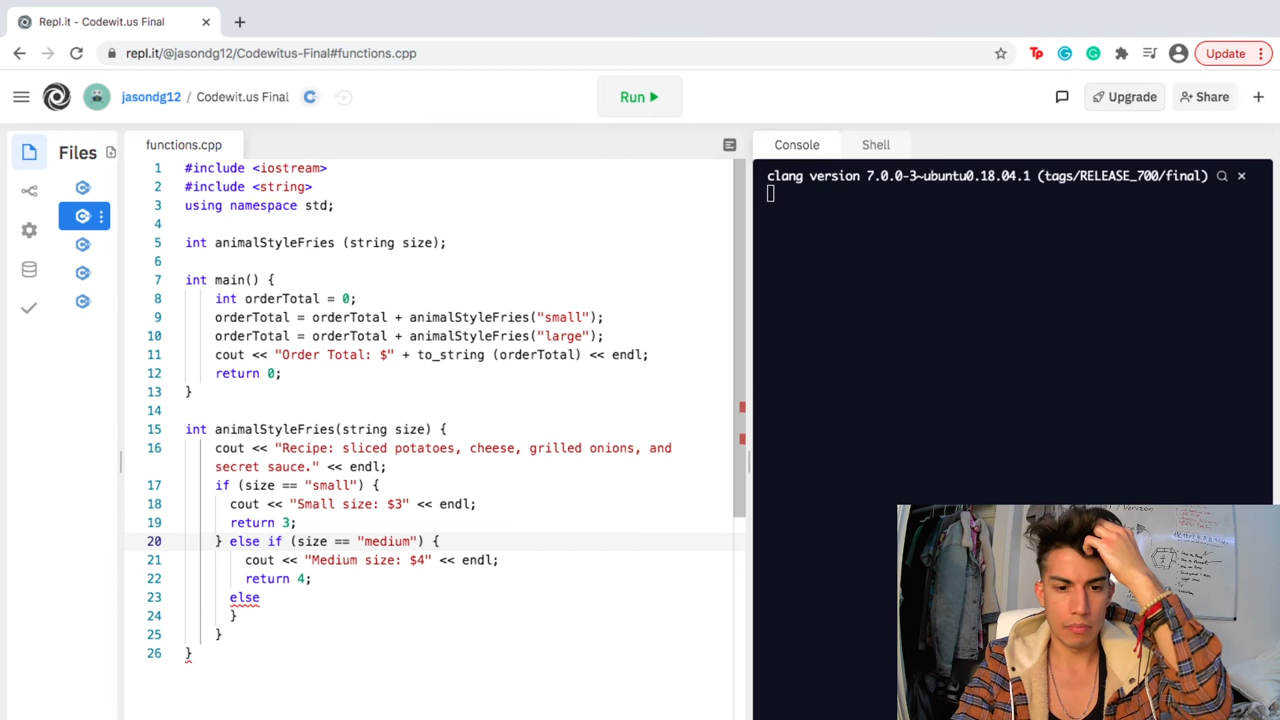 Repl.it - Codewit.us Final
repl.it/@jasondg12/Codewitus-Final#functions.cpp
Update
jasondg12 / Codewit.us Final
Run
Upgrade
Share
Files
functions.cpp
1 #include <iostream>
2 #include <string>
3 using namespace std;
4
5 int animalStyleFries (string size);
6
7 int main() {
8 int orderTotal = 0;
9 orderTotal = orderTotal + animalStyleFries("small");
10 orderTotal = orderTotal + animalStyleFries("large");
11 cout << "Order Total: $" + to_string (orderTotal) << endl;
12 return 0;
13 }
14
15 int animalStyleFries(string size) {
16 cout << "Recipe: sliced potatoes, cheese, grilled onions, and
secret sauce." << endl;
17 if (size == "small") {
18 cout << "Small size: $3" << endl;
19 return 3;
20 } else if (size == "medium") {
21 cout << "Medium size: $4" << endl;
22 return 4;
23 else
24 }
25 }
26 }
Console
Shell
clang version 7.0.0-3~ubuntu0.18.04.1 (tags/RELEASE_700/final)